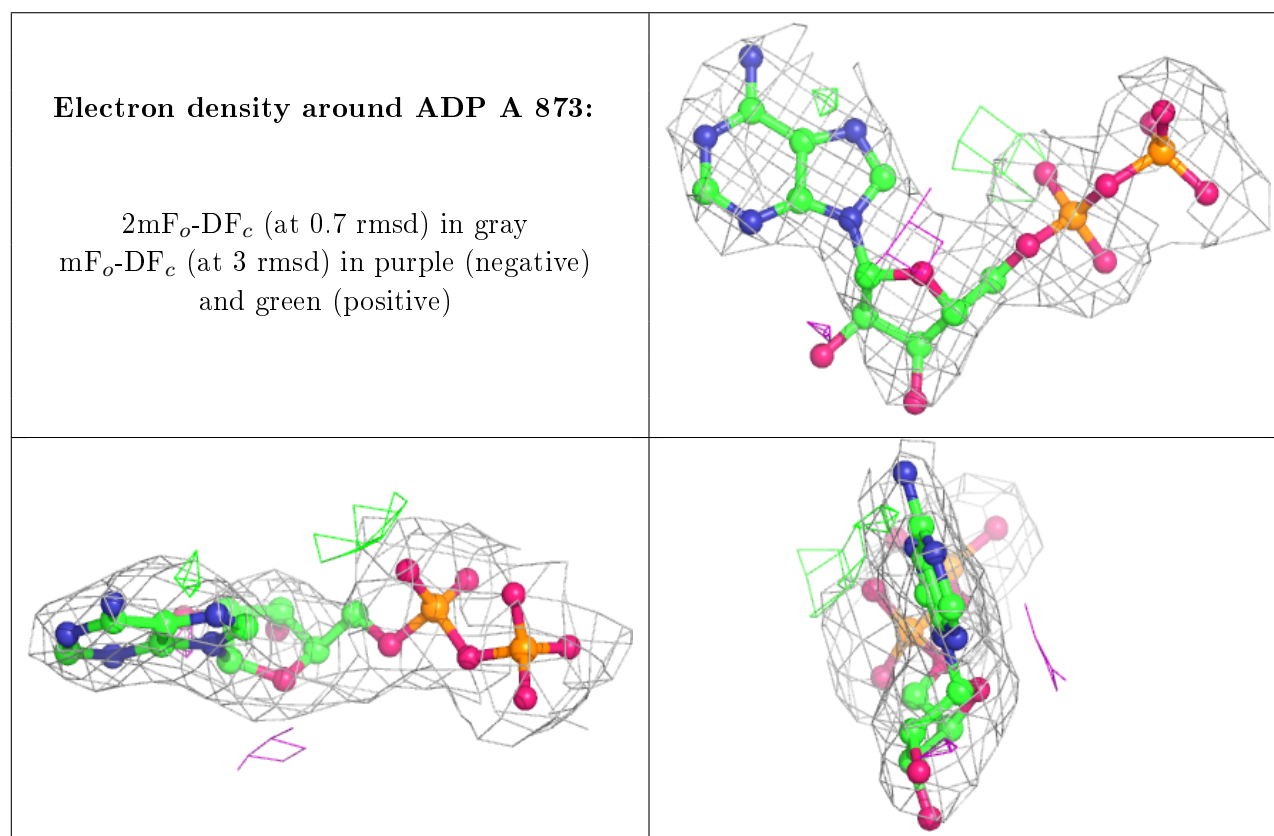 Electron density around ADP A 873:
2mFₒ-DF𝒸 (at 0.7 rmsd) in gray
mFₒ-DF𝒸 (at 3 rmsd) in purple (negative)
and green (positive)